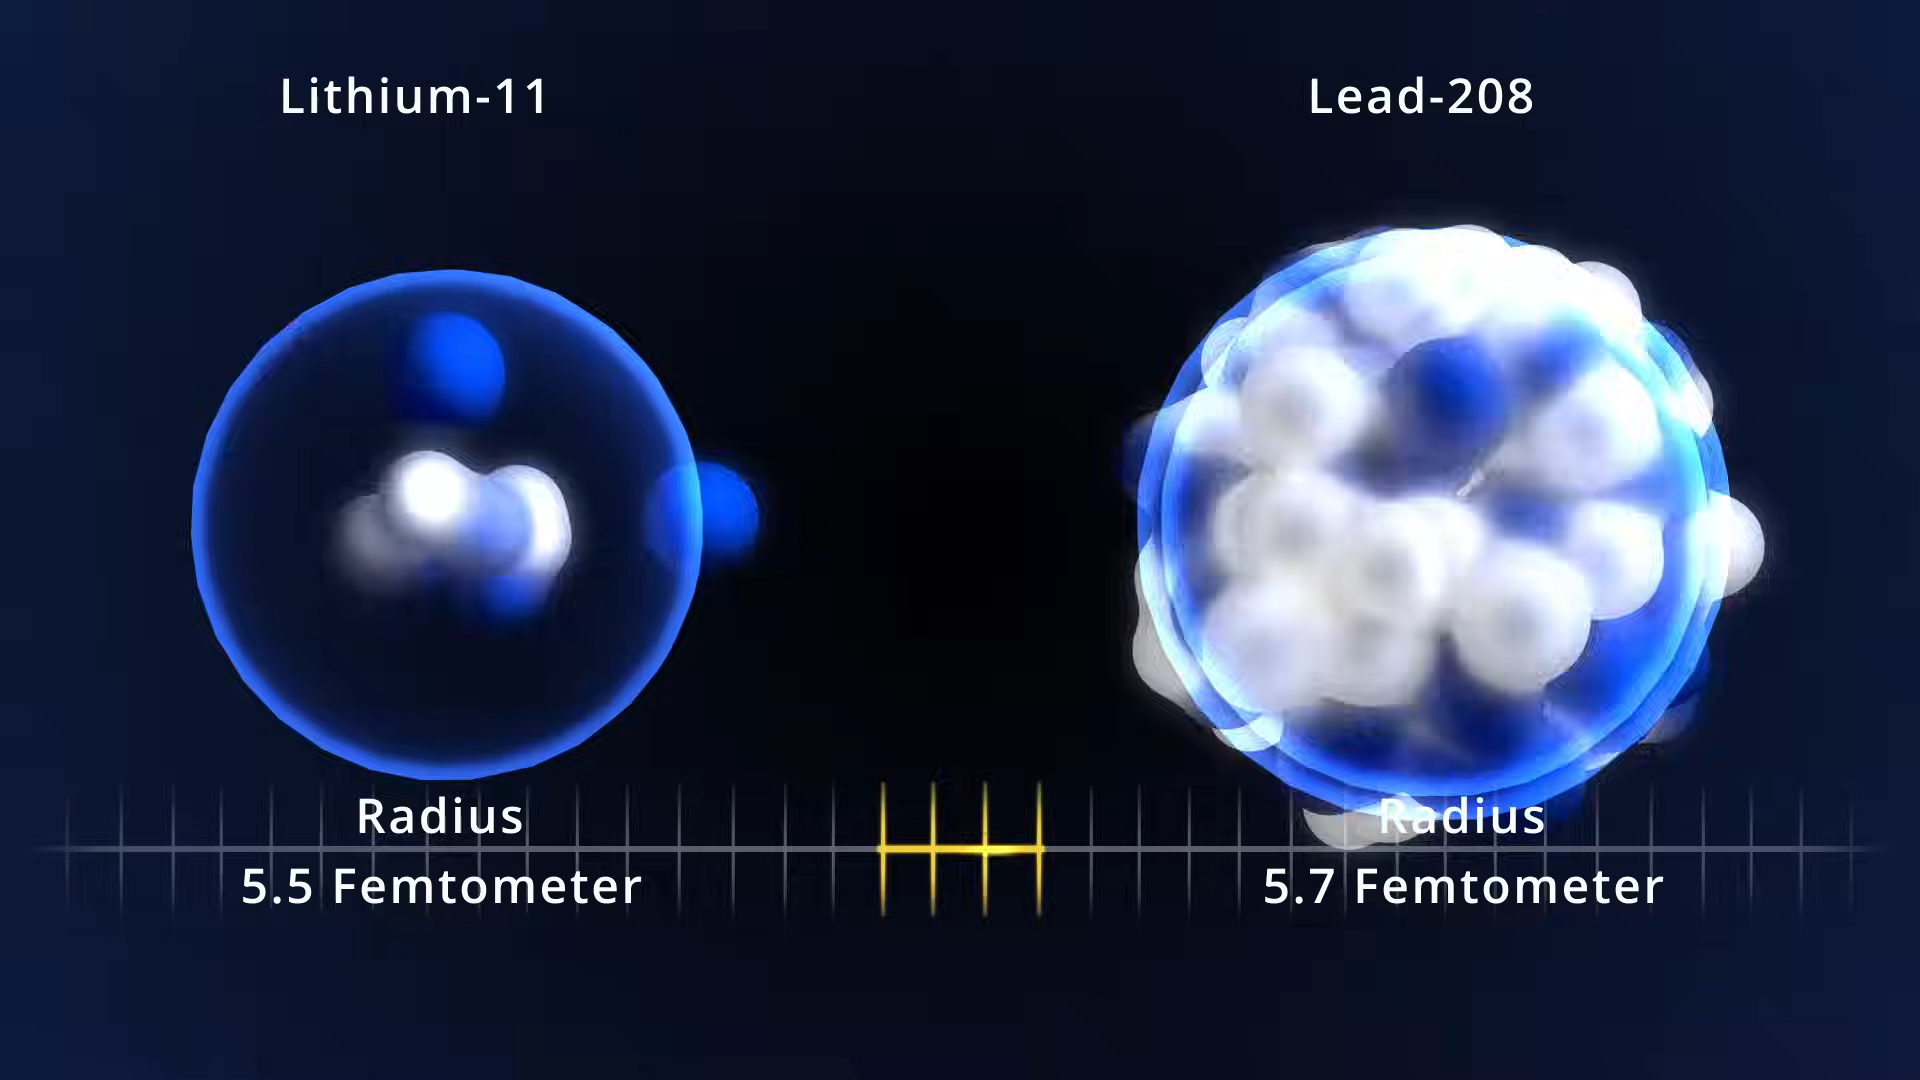 Lithium-11
Lead-208
Radius
5.5 Femtometer
Radius
5.7 Femtometer